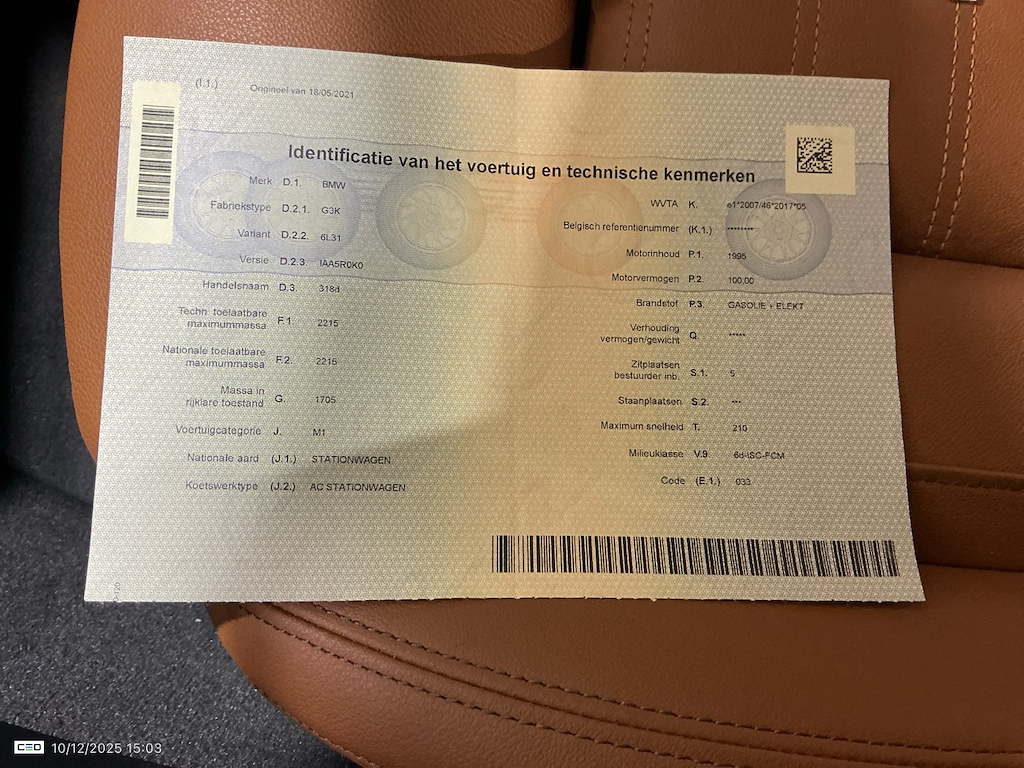 (I.1.) Origineel van 18/05/2021
Identificatie van het voertuig en technische kenmerken
Merk D.1. BMW
Fabriekstype D.2.1. G3K
Variant D.2.2. 6L31
Versie D.2.3. IAA5R0K0
Handelsnaam D.3. 318d
Techn. toelaatbare
maximummassa F.1. 2215
Nationale toelaatbare
maximummassa F.2. 2215
Massa in
rijklare toestand G. 1705
Voertuigcategorie J. M1
Nationale aard (J.1.) STATIONWAGEN
Koetswerktype (J.2.) AC STATIONWAGEN
WVTA K. e1*2007/46*2017*05
Belgisch referentienummer (K.1.) ********
Motorinhoud P.1. 1995
Motorvermogen P.2. 100,00
Brandstof P.3. GASOLIE + ELEKT
Verhouding
vermogen/gewicht Q. *****
Zitplaatsen
bestuurder inb. S.1. 5
Staanplaatsen S.2. ***
Maximum snelheid T. 210
Milieuklasse V.9. 6d-ISC-FCM
Code (E.1.) 033
CEO 10/12/2025 15:03